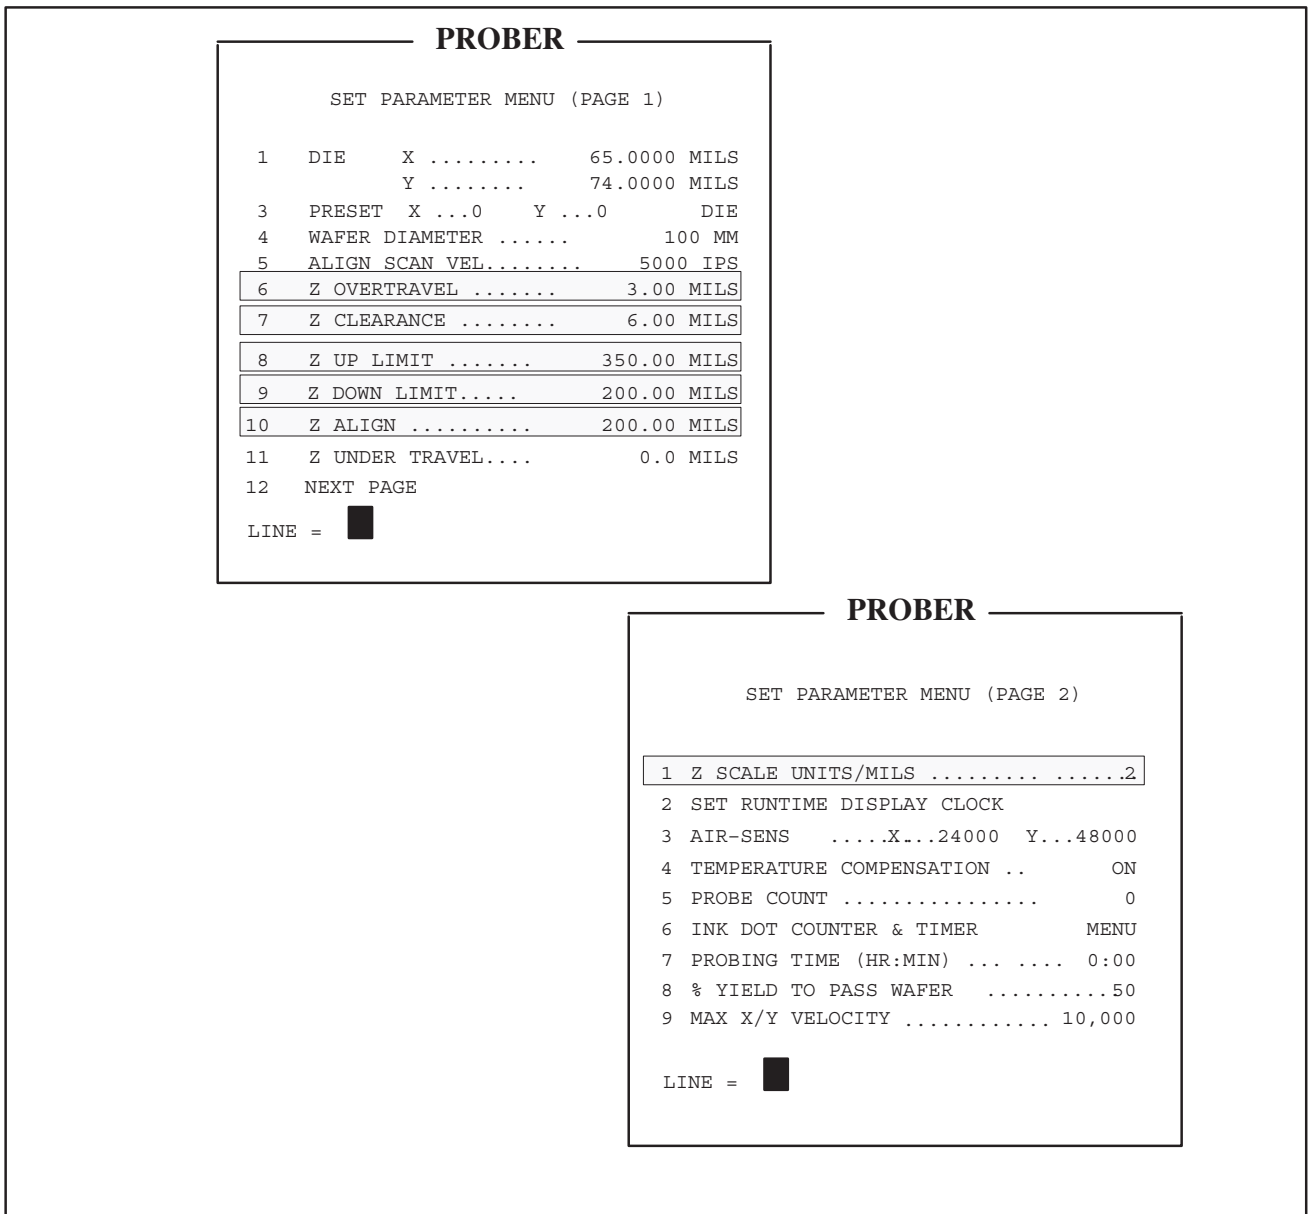 PROBER
SET PARAMETER MENU (PAGE 1)
1 DIE X ......... 65.0000 MILS
Y ........ 74.0000 MILS
3 PRESET X ...0 Y ...0 DIE
4 WAFER DIAMETER ...... 100 MM
5 ALIGN SCAN VEL........ 5000 IPS
6 Z OVERTRAVEL ....... 3.00 MILS
7 Z CLEARANCE ........ 6.00 MILS
8 Z UP LIMIT ....... 350.00 MILS
9 Z DOWN LIMIT..... 200.00 MILS
10 Z ALIGN .......... 200.00 MILS
11 Z UNDER TRAVEL.... 0.0 MILS
12 NEXT PAGE
LINE =
PROBER
SET PARAMETER MENU (PAGE 2)
1 Z SCALE UNITS/MILS ......... ......2
2 SET RUNTIME DISPLAY CLOCK
3 AIR–SENS .....X...24000 Y...48000
4 TEMPERATURE COMPENSATION .. ON
5 PROBE COUNT ................ 0
6 INK DOT COUNTER & TIMER MENU
7 PROBING TIME (HR:MIN) ... .... 0:00
8 % YIELD TO PASS WAFER ..........50
9 MAX X/Y VELOCITY ............ 10,000
LINE =